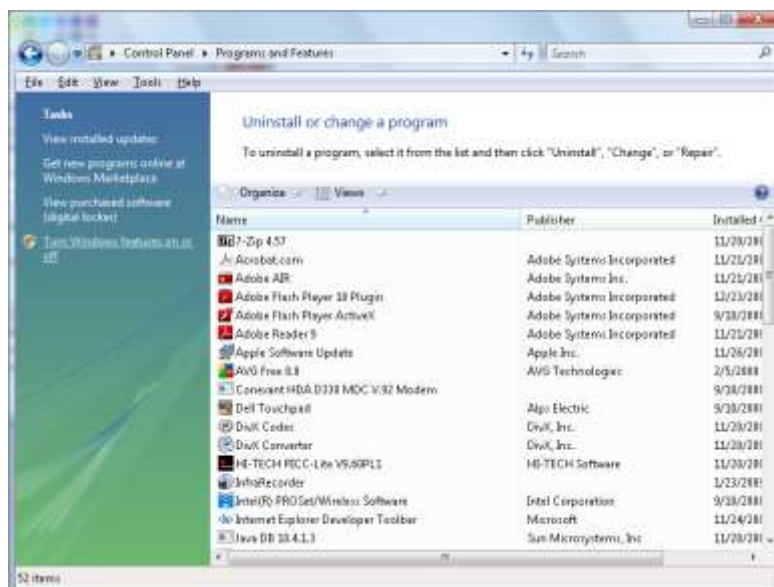 Control Panel ▸ Programs and Features
Search
File Edit View Tools Help
Tasks
View installed updates
Get new programs online at
Windows Marketplace
View purchased software
(digital locker)
Turn Windows features on or
off
Uninstall or change a program
To uninstall a program, select it from the list and then click "Uninstall", "Change", or "Repair".
Organize Views
Name Publisher Installed
7-Zip 4.57
Acrobat.com Adobe Systems Incorporated
Adobe AIR Adobe Systems Inc.
Adobe Flash Player 10 Plugin Adobe Systems Incorporated
Adobe Flash Player ActiveX Adobe Systems Incorporated
Adobe Reader 9 Adobe Systems Incorporated
Apple Software Update Apple Inc.
AVG Free 8.0 AVG Technologies
Conexant HDA D330 MDC V.92 Modem
Dell Touchpad Alps Electric
DivX Codec DivX, Inc.
DivX Converter DivX, Inc.
HI-TECH PICC-Lite V9.60PL1 HI-TECH Software
InfraRecorder
Intel(R) PROSet/Wireless Software Intel Corporation
Internet Explorer Developer Toolbar Microsoft
Java DB 10.4.1.3 Sun Microsystems, Inc
52 items